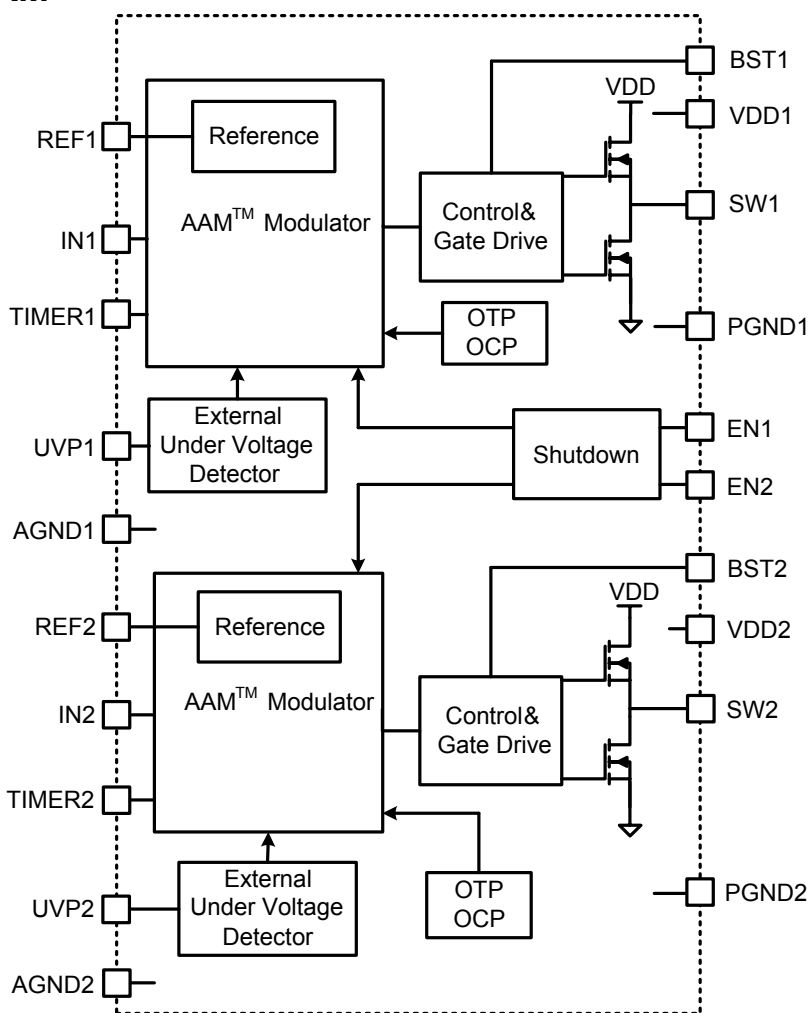 BST1
VDD
VDD1
REF1
Reference
AAM™ Modulator
Control&
Gate Drive
SW1
IN1
TIMER1
OTP
OCP
PGND1
External
Under Voltage
Detector
UVP1
EN1
Shutdown
EN2
AGND1
BST2
VDD
VDD2
REF2
Reference
AAM™ Modulator
Control&
Gate Drive
SW2
IN2
TIMER2
External
Under Voltage
Detector
OTP
OCP
PGND2
UVP2
AGND2